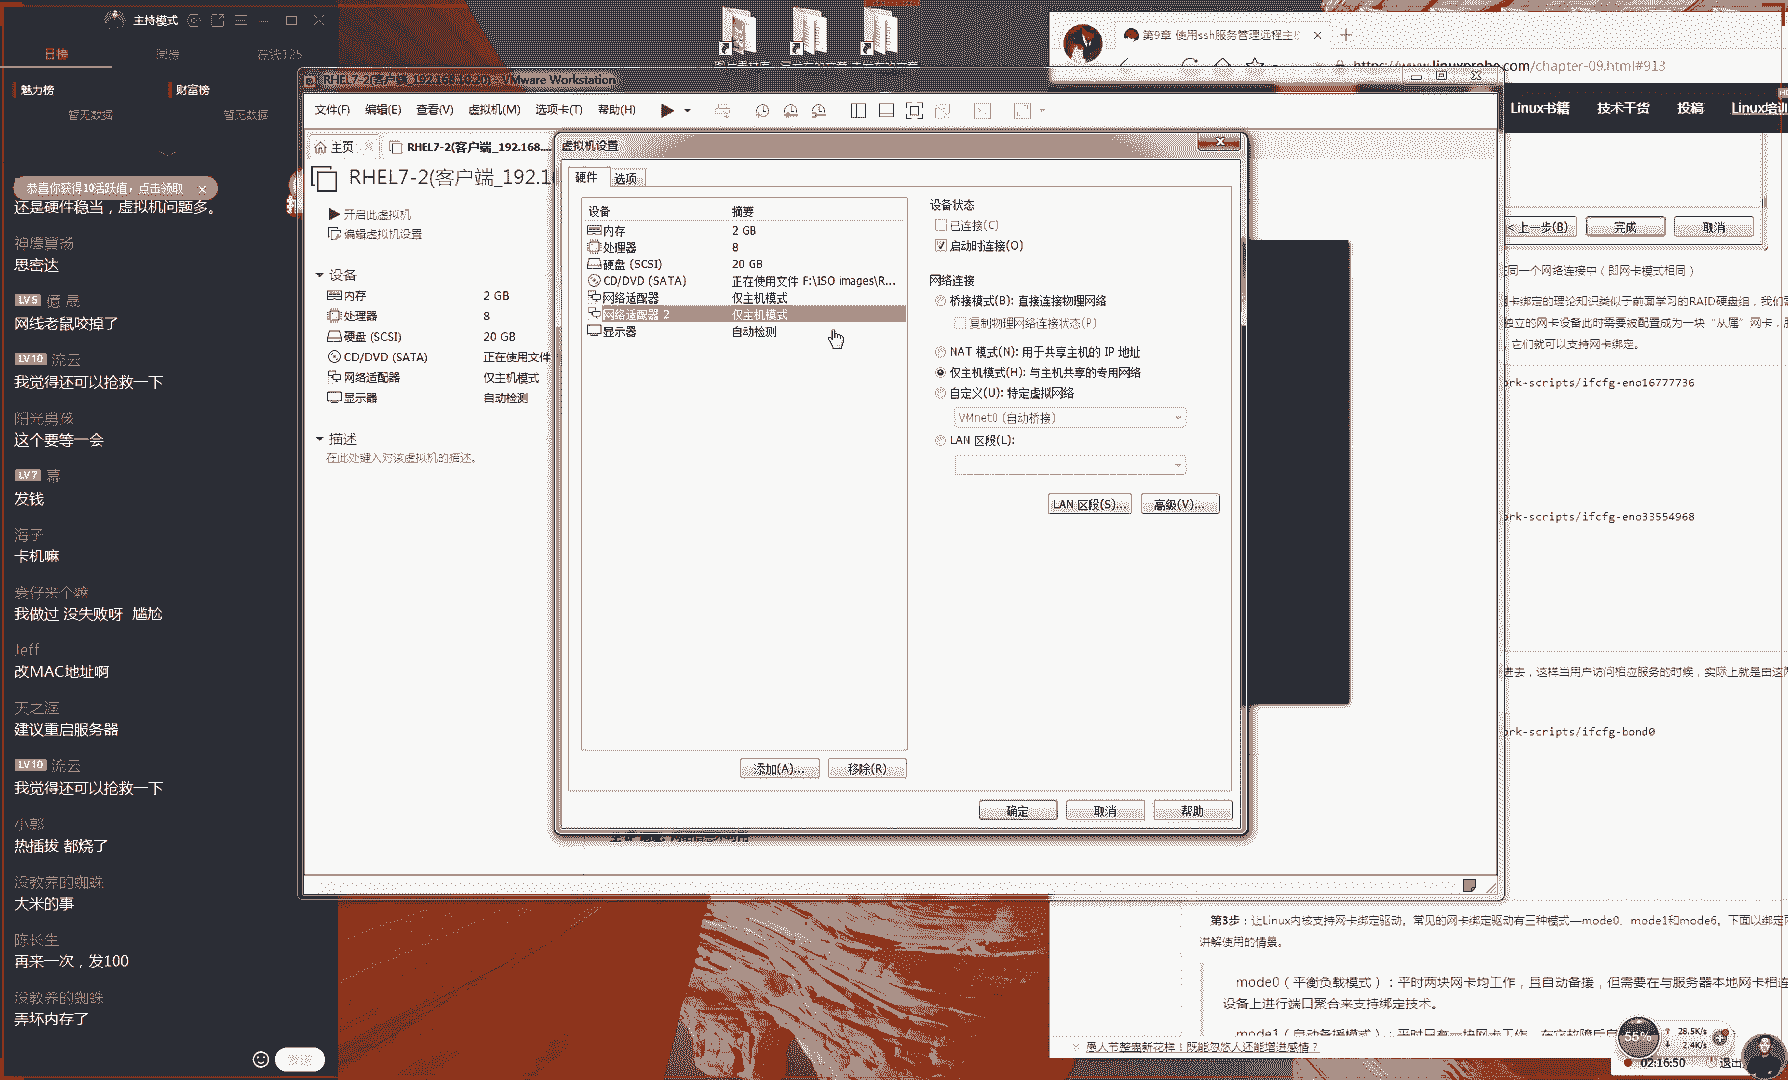 主持模式
日榜
在线125
魅力榜
财富榜
暂无数据
暂无数据
恭喜你获得10活跃值，点击领取
还是硬件稳当，虚拟机问题多。
思密达
LV5
网线老鼠咬掉了
LV10 流云
我觉得还可以抢救一下
阳光男孩
这个要等一会
LV7 幕
发钱
海子
卡机嘛
我做过 没失败呀 尴尬
Jeff
改MAC地址啊
天之涯
建议重启服务器
LV10 流云
我觉得还可以抢救一下
小郭
热插拔 都烧了
没教养的蜘蛛
大米的事
陈长生
再来一次，发100
没教养的蜘蛛
弄坏内存了
RHEL7-2(客户端_192.168.10.20) - VMware Workstation
文件(F) 编辑(E) 查看(V) 虚拟机(M) 选项卡(T) 帮助(H)
主页
RHEL7-2(客户端_192.168....
RHEL7-2(客户端_192.1
开启此虚拟机
编辑虚拟机设置
设备
内存 2 GB
处理器 8
硬盘 (SCSI) 20 GB
CD/DVD (SATA) 正在使用文件
网络适配器 仅主机模式
显示器 自动检测
描述
在此处键入对该虚拟机的描述。
虚拟机设置
硬件 选项
设备 摘要
内存 2 GB
处理器 8
硬盘 (SCSI) 20 GB
CD/DVD (SATA) 正在使用文件 F:\ISO images\R...
网络适配器 仅主机模式
网络适配器 2 仅主机模式
显示器 自动检测
添加(A)... 移除(R)
设备状态
已连接(C)
启动时连接(O)
网络连接
桥接模式(B): 直接连接物理网络
复制物理网络连接状态(P)
NAT 模式(N): 用于共享主机的 IP 地址
仅主机模式(H): 与主机共享的专用网络
自定义(U): 特定虚拟网络
VMnet0 (自动桥接)
LAN 区段(L):
LAN 区段(S)... 高级(V)...
确定 取消 帮助
第9章 使用ssh服务管理远程主
https://www.linuxprobe.com/chapter-09.html#913
Linux书籍 技术干货 投稿 Linux培训
< 上一步(B) 完成 取消
在同一个网络连接中（即网卡模相同）
卡绑定的理论知识类似于前面学习的RAID硬盘组，我们
独立的网卡设备此时需要被配置成为一块“从属”网卡，
，它们就可以支持网卡绑定。
ork-scripts/ifcfg-eno16777736
ork-scripts/ifcfg-eno33554968
进去，这样当用户访问相应服务的时候，实际上就是由这
ork-scripts/ifcfg-bond0
第3步：让Linux内核支持网卡绑定驱动。常见的网卡绑定驱动有三种模式—mode0、mode1和mode6。下面以绑定
讲解使用的情景。
mode0（平衡负载模式）：平时两块网卡均工作，且自动备援，但需要在与服务器本地网卡相连
设备上进行端口聚合来支持绑定技术。
mode1（自动备援模式）：平时只有一块网卡工作，在它故障后
愚人节整蛊新花样！既能忽悠人还能增进感情？
55%
28.5K/s
2.4K/s
02:16:50
退出